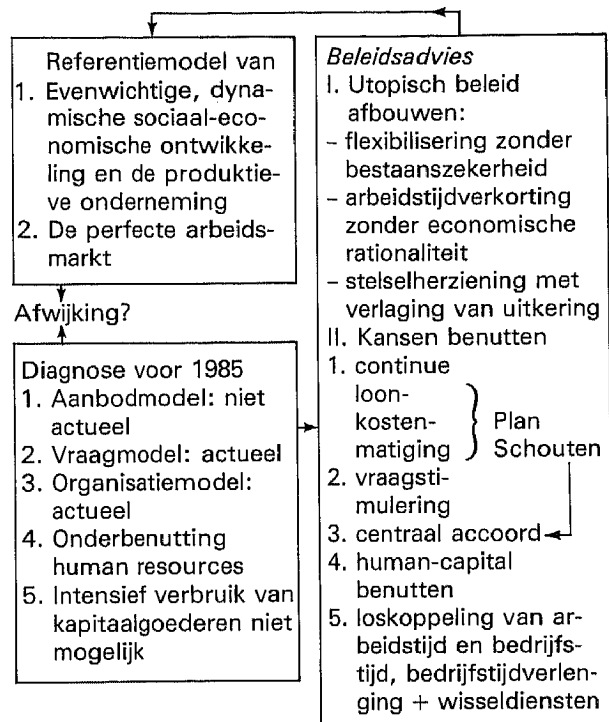 Referentiemodel van
1. Evenwichtige, dyna-
mische sociaal-eco-
nomische ontwikke-
ling en de produktie-
ve onderneming
2. De perfecte arbeids-
markt
Afwijking?
Diagnose voor 1985
1. Aanbodmodel: niet
actueel
2. Vraagmodel: actueel
3. Organisatiemodel:
actueel
4. Onderbenutting
human resources
5. Intensief verbruik van
kapitaalgoederen niet
mogelijk
Beleidsadvies
I. Utopisch beleid
afbouwen:
– flexibilisering zonder
bestaanszekerheid
– arbeidstijdverkorting
zonder economische
rationaliteit
– stelselherziening met
verlaging van uitkering
II. Kansen benutten
1. continue
loon-
kosten-
matiging
Plan
Schouten
2. vraagsti-
mulering
3. centraal accoord
4. human-capital
benutten
5. loskoppeling van ar-
beidstijd en bedrijfs-
tijd, bedrijfstijdverlen-
ging + wisseldiensten